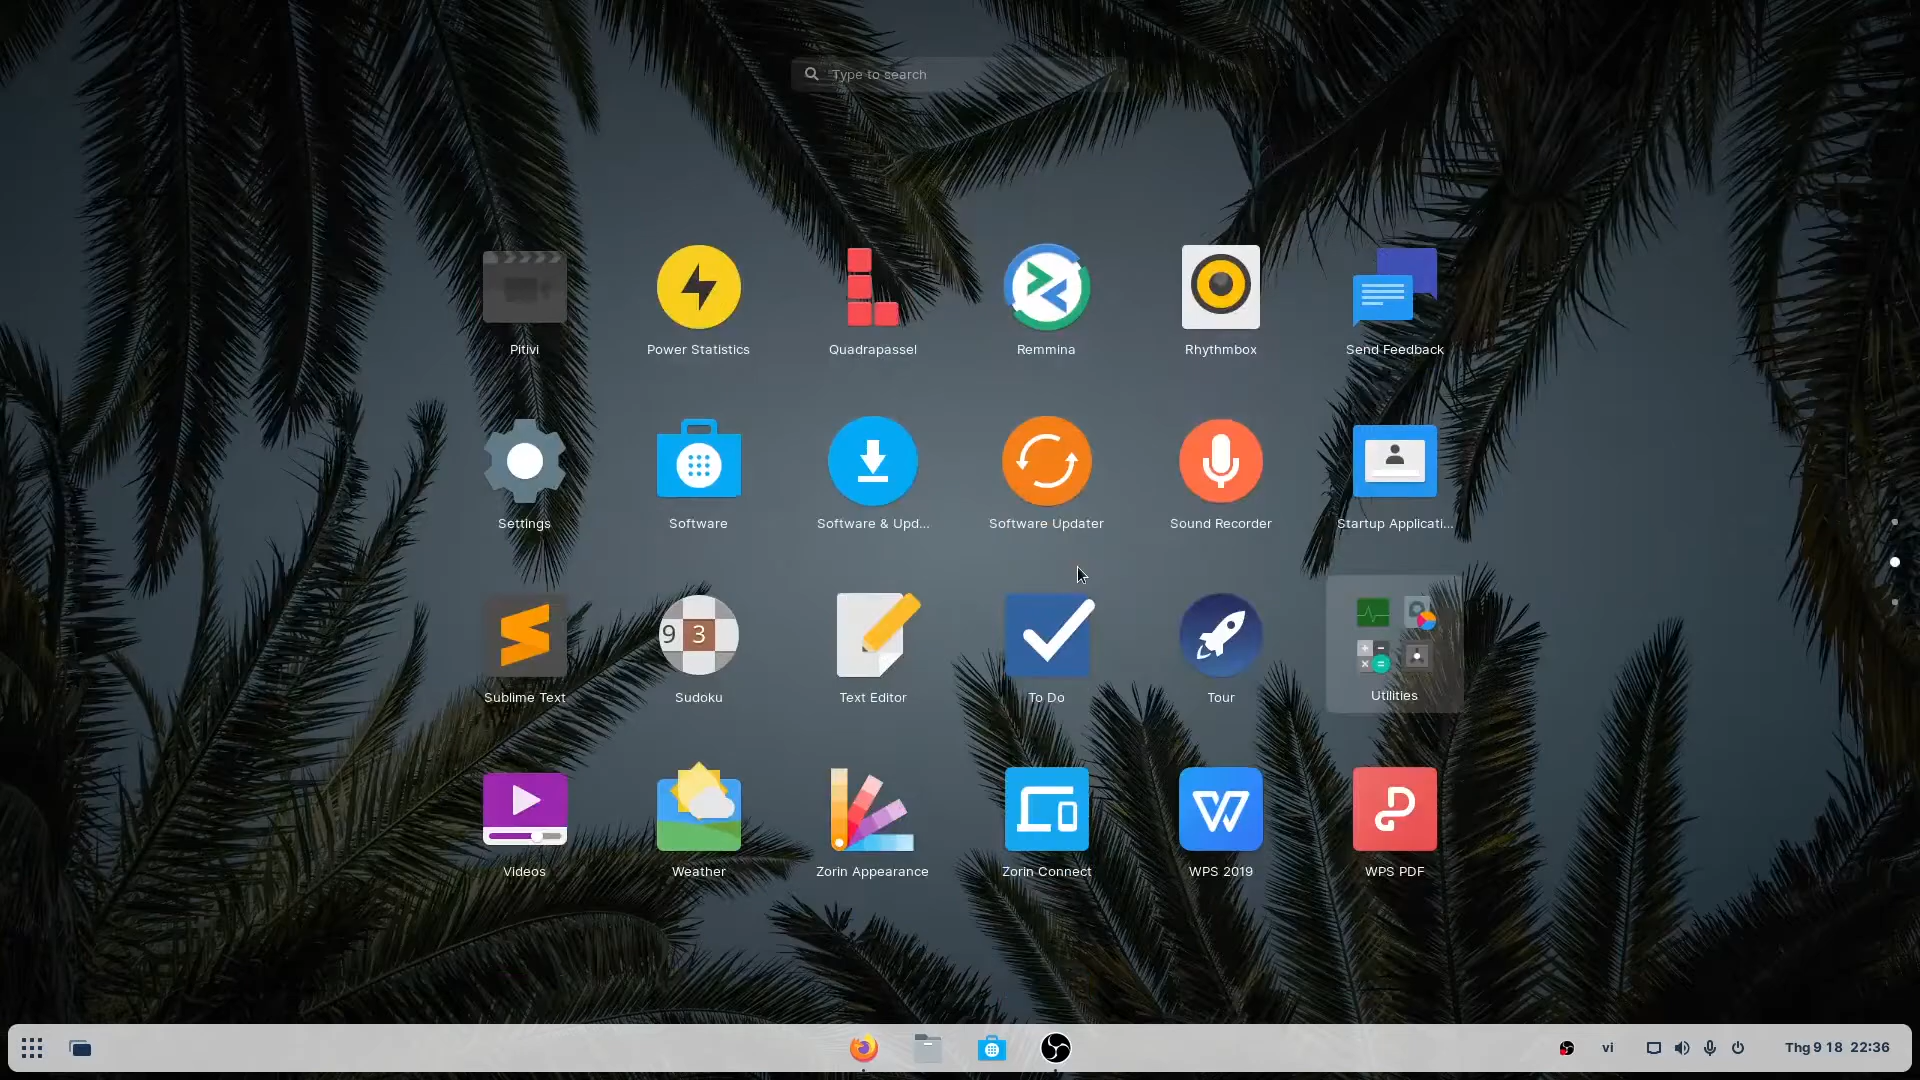 Type to search
Pitivi
Power Statistics
Quadrapassel
Remmina
Rhythmbox
Send Feedback
Settings
Software
Software & Upd...
Software Updater
Sound Recorder
Startup Applicati...
Sublime Text
9 3
Sudoku
Text Editor
To Do
Tour
Utilities
Videos
Weather
Zorin Appearance
Zorin Connect
WPS 2019
WPS PDF
vi
Thg 9 18 22:36